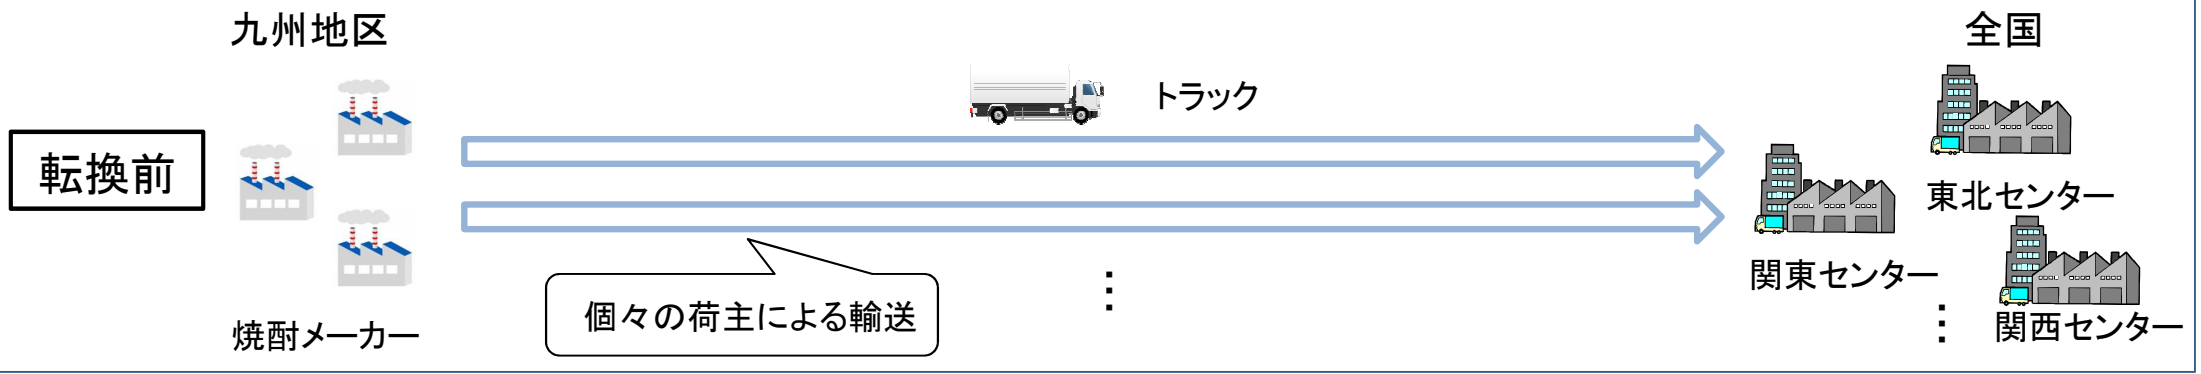 九州地区
全国
トラック
転換前
東北センター
関東センター
個々の荷主による輸送
⋮
⋮
関西センター
焼酎メーカー